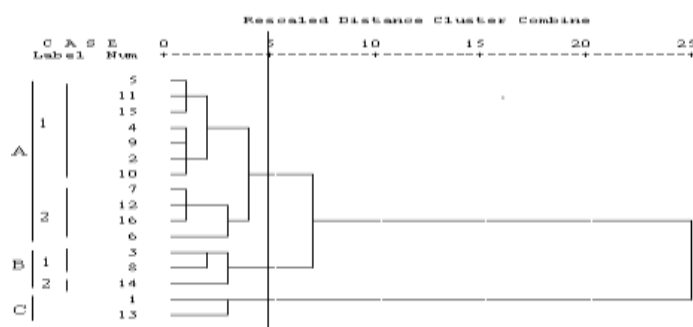 Rescaled Distance Cluster Combine
C A S E 0 5 10 15 20 25
Label Num
5
11
15
1 4
9
A 2
10
7
12
2 16
6
3
B 1 8
2 14
1
C 13